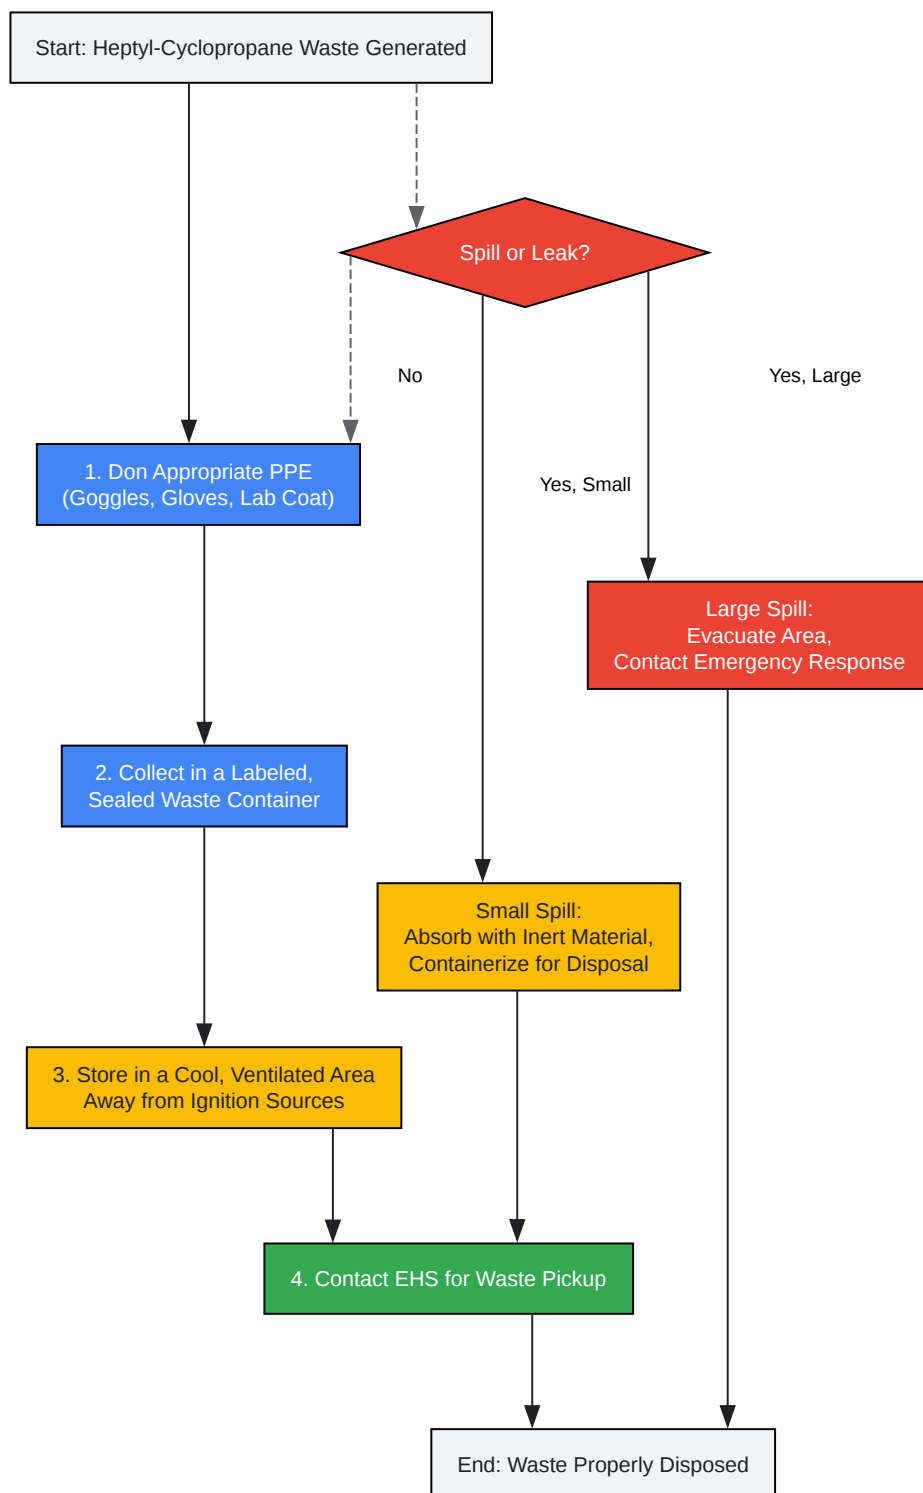 Start: Heptyl-Cyclopropane Waste Generated
Spill or Leak?
No
Yes, Large
1. Don Appropriate PPE
(Goggles, Gloves, Lab Coat)
Yes, Small
Large Spill:
Evacuate Area,
Contact Emergency Response
2. Collect in a Labeled,
Sealed Waste Container
Small Spill:
Absorb with Inert Material,
Containerize for Disposal
3. Store in a Cool, Ventilated Area
Away from Ignition Sources
4. Contact EHS for Waste Pickup
End: Waste Properly Disposed